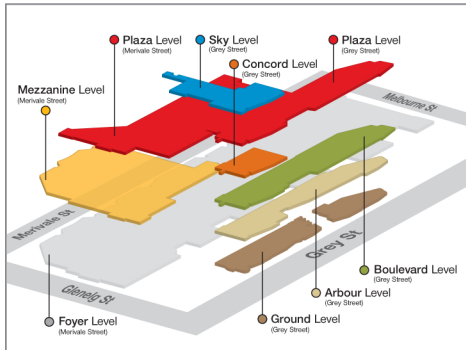 Plaza Level
(Merivale Street)
Sky Level
(Grey Street)
Plaza Level
(Grey Street)
Concord Level
(Grey Street)
Mezzanine Level
(Merivale Street)
Melbourne St
Merivale St
Grey St
Glenelg St
Boulevard Level
(Grey Street)
Arbour Level
(Grey Street)
Ground Level
(Grey Street)
Foyer Level
(Merivale Street)